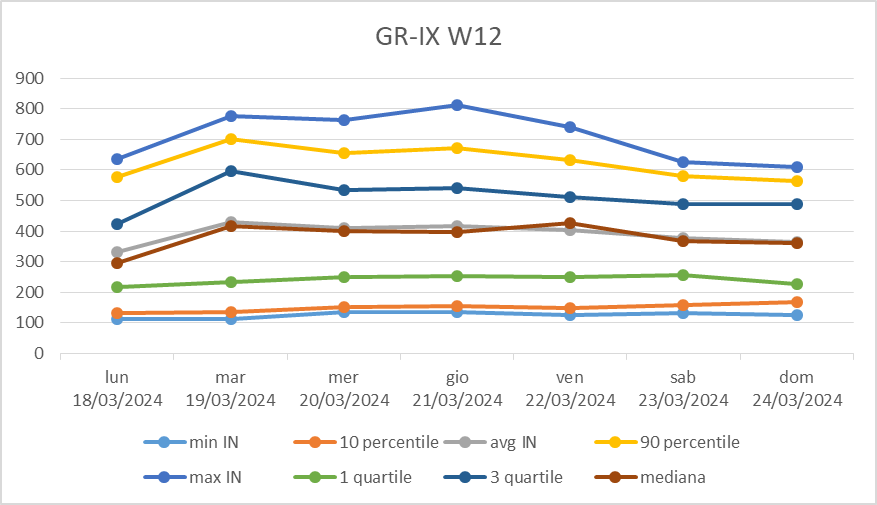 GR-IX W12
900
800
700
600
500
400
300
200
100
0
lun mar mer gio ven sab dom
18/03/2024 19/03/2024 20/03/2024 21/03/2024 22/03/2024 23/03/2024 24/03/2024
min IN 10 percentile avg IN 90 percentile
max IN 1 quartile 3 quartile mediana